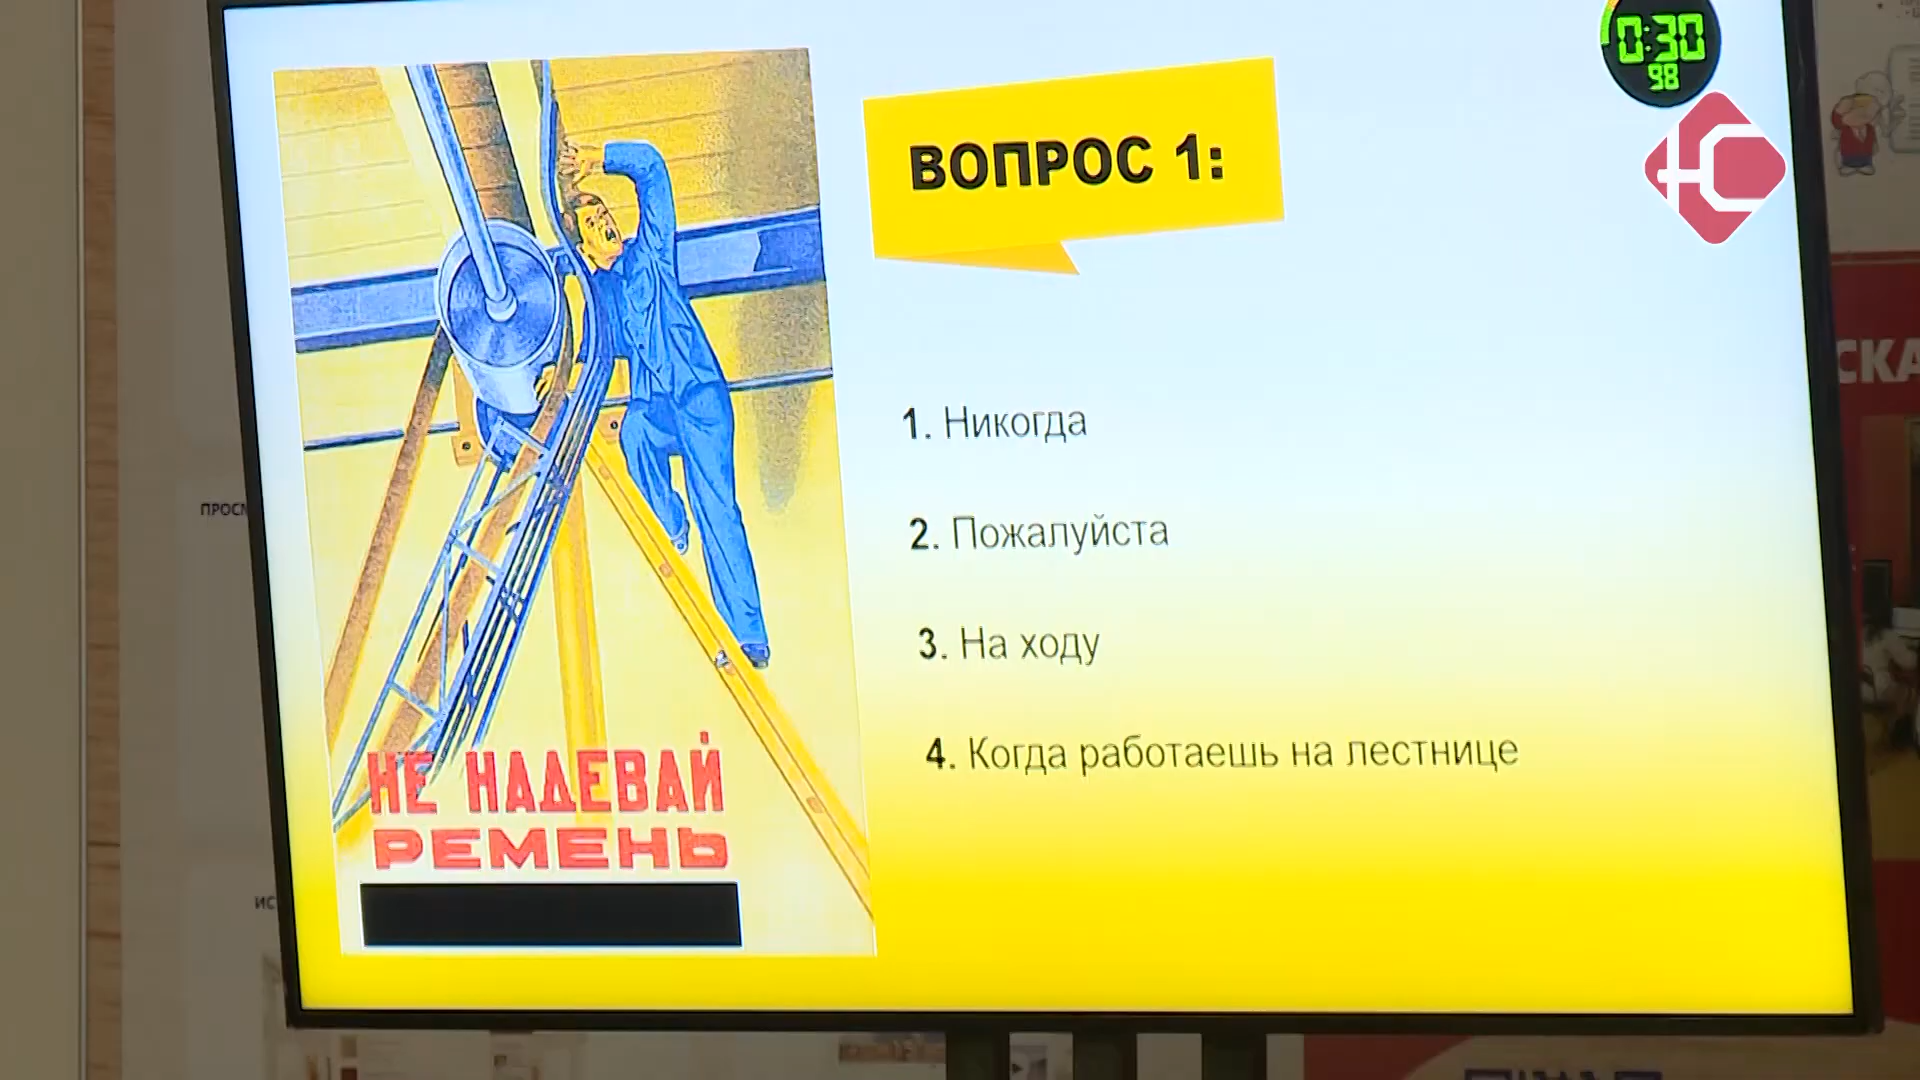 0:30
98
ВОПРОС 1:
1. Никогда
2. Пожалуйста
3. На ходу
4. Когда работаешь на лестнице
НЕ НАДЕВАЙ
РЕМЕНЬ